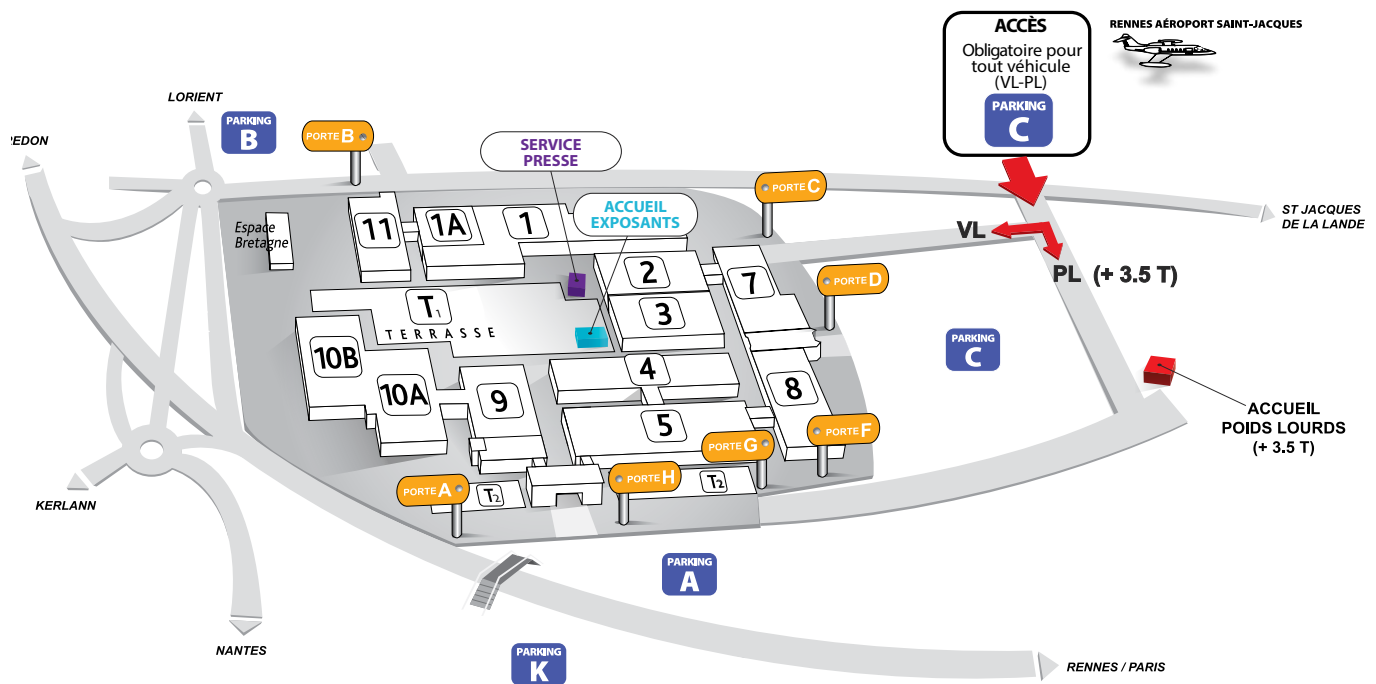 ACCÈS
Obligatoire pour
tout véhicule
(VL-PL)
PARKING
C
RENNES AÉROPORT SAINT-JACQUES
LORIENT
PARKING
B
PORTE B
SERVICE
PRESSE
EDON
PORTE C
ACCUEIL
EXPOSANTS
ST JACQUES
DE LA LANDE
Espace
Bretagne
11
1A
1
VL
PL (+ 3.5 T)
2
7
PORTE D
T1
TERRASSE
3
PARKING
C
10B
10A
9
4
8
5
ACCUEIL
POIDS LOURDS
(+ 3.5 T)
PORTE F
PORTE G
PORTE H
PORTE A
T2
T2
KERLANN
PARKING
A
NANTES
PARKING
K
RENNES / PARIS